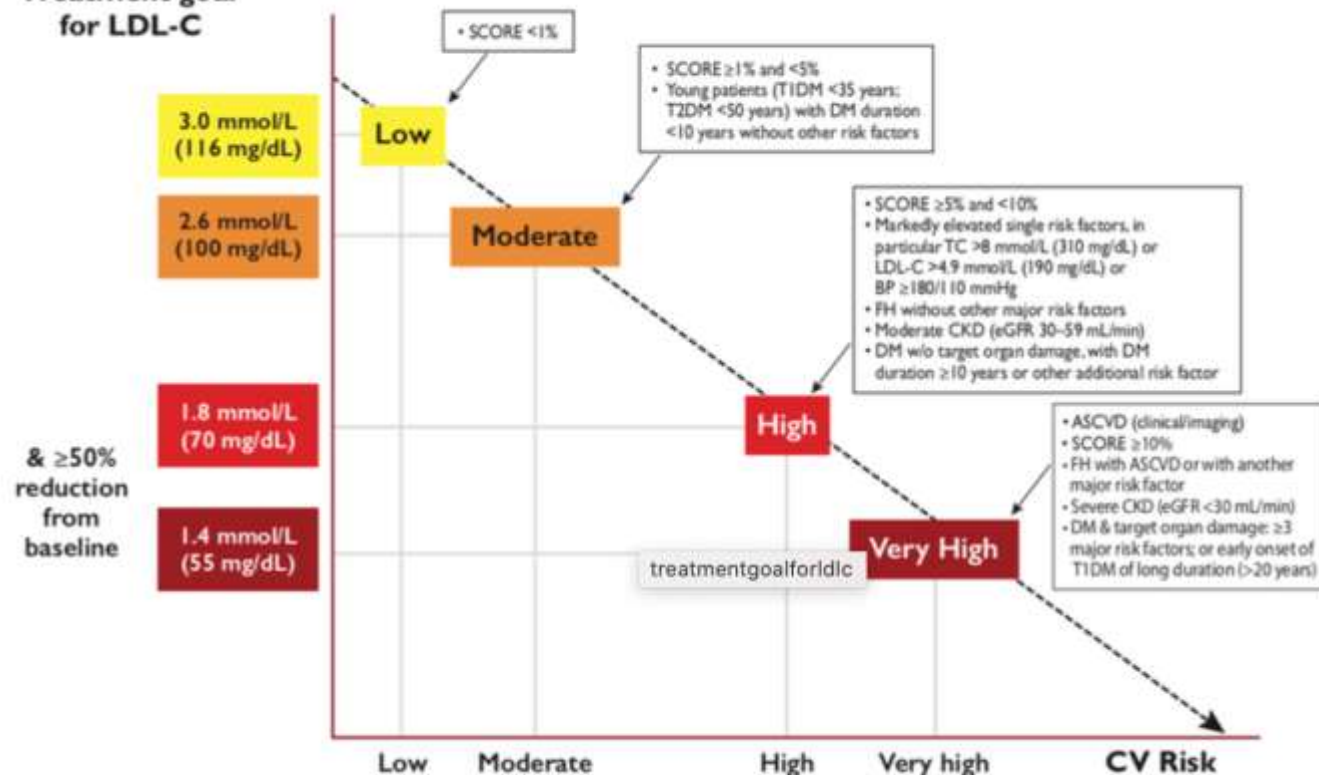 for LDL-C
• SCORE <1%
• SCORE ≥1% and <5%
• Young patients (T1DM <35 years;
T2DM <50 years) with DM duration
<10 years without other risk factors
3.0 mmol/L
(116 mg/dL)
Low
2.6 mmol/L
(100 mg/dL)
Moderate
• SCORE ≥5% and <10%
• Markedly elevated single risk factors, in
particular TC >8 mmol/L (310 mg/dL) or
LDL-C >4.9 mmol/L (190 mg/dL) or
BP ≥180/110 mmHg
• FH without other major risk factors
• Moderate CKD (eGFR 30–59 mL/min)
• DM w/o target organ damage, with DM
duration ≥10 years or other additional risk factor
1.8 mmol/L
(70 mg/dL)
High
• ASCVD (clinical/imaging)
• SCORE ≥10%
• FH with ASCVD or with another
major risk factor
• Severe CKD (eGFR <30 mL/min)
• DM & target organ damage: ≥3
major risk factors; or early onset of
T1DM of long duration (>20 years)
& ≥50%
reduction
from
baseline
1.4 mmol/L
(55 mg/dL)
Very High
treatmentgoalforldlc
Low
Moderate
High
Very high
CV Risk